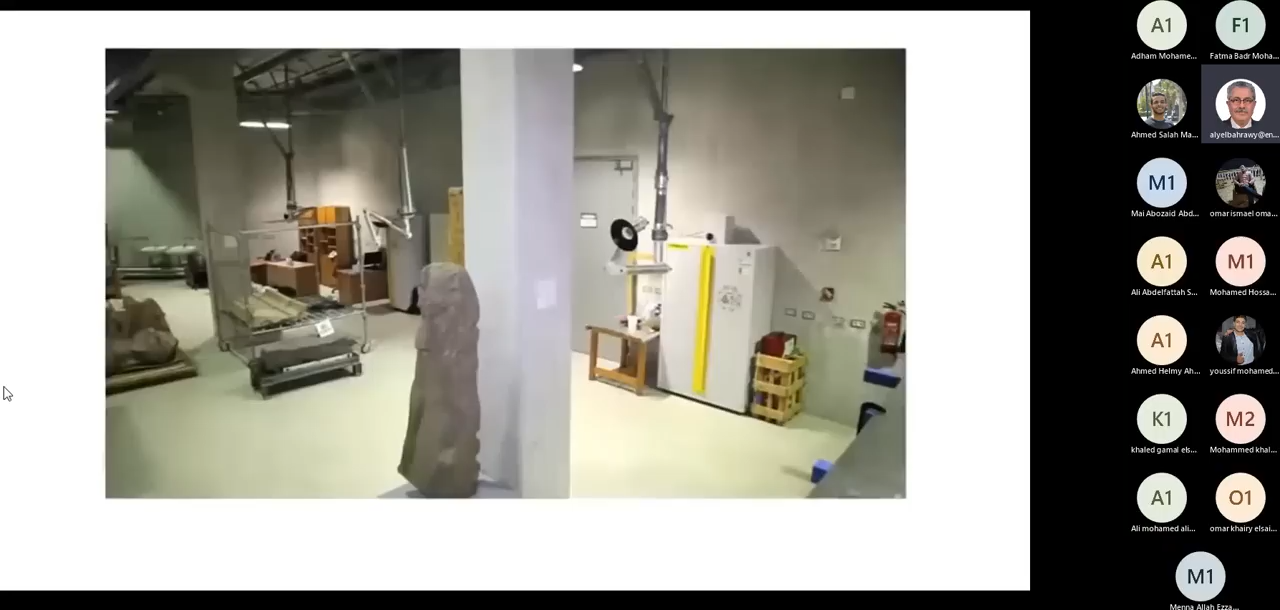 A1
F1
Adham Mohame...
Fatma Badr Moha...
Ahmed Salah Ma...
alyelbahrawy@en...
M1
Mai Abozaid Abd...
omar ismael oma...
A1
M1
Ali Abdelfattah S...
Mohamed Hossa...
A1
Ahmed Helmy Ah...
youssif mohamed...
K1
M2
khaled gamal els...
Mohammed khal...
A1
O1
Ali mohamed ali...
omar khairy elsai...
M1
Menna Allah Ezza...